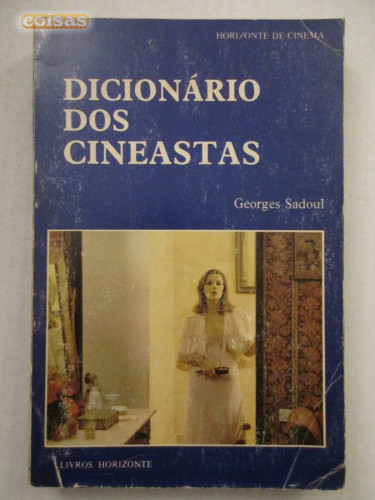 coisas
HORIZONTE DE CINEMA
DICIONÁRIO
DOS
CINEASTAS
Georges Sadoul
LIVROS HORIZONTE